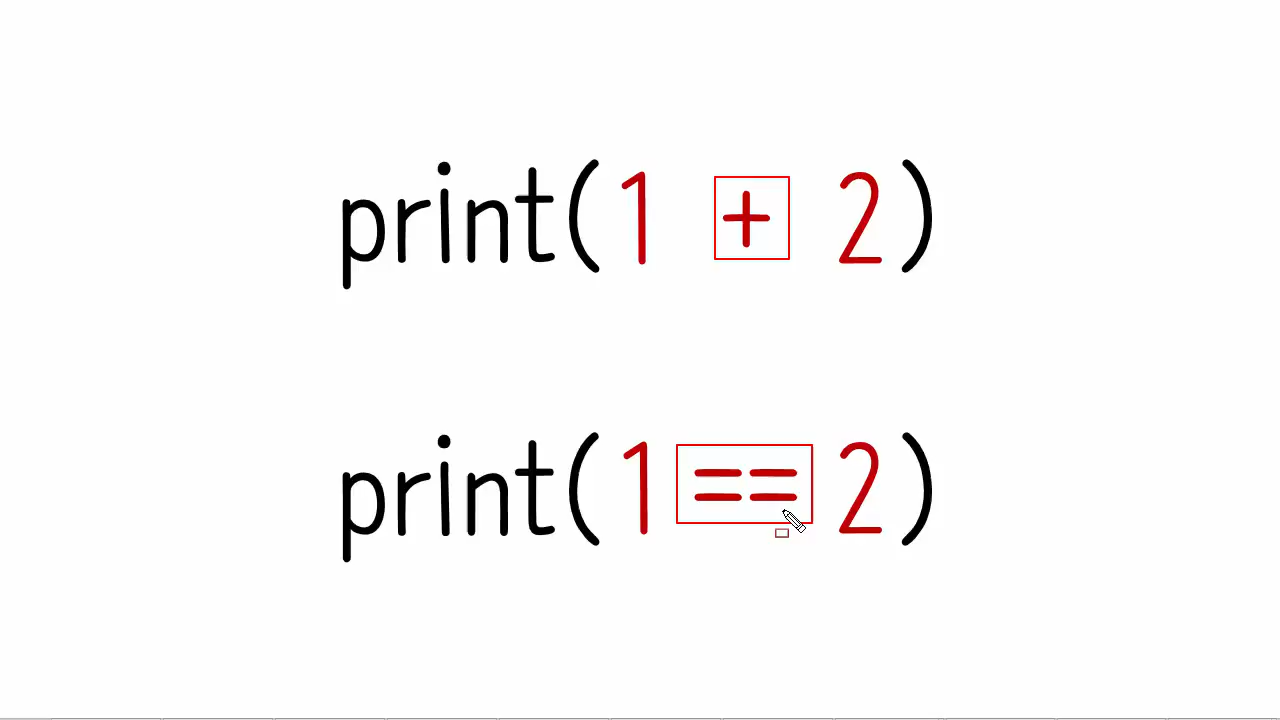 print(1 + 2)
print(1 == 2)